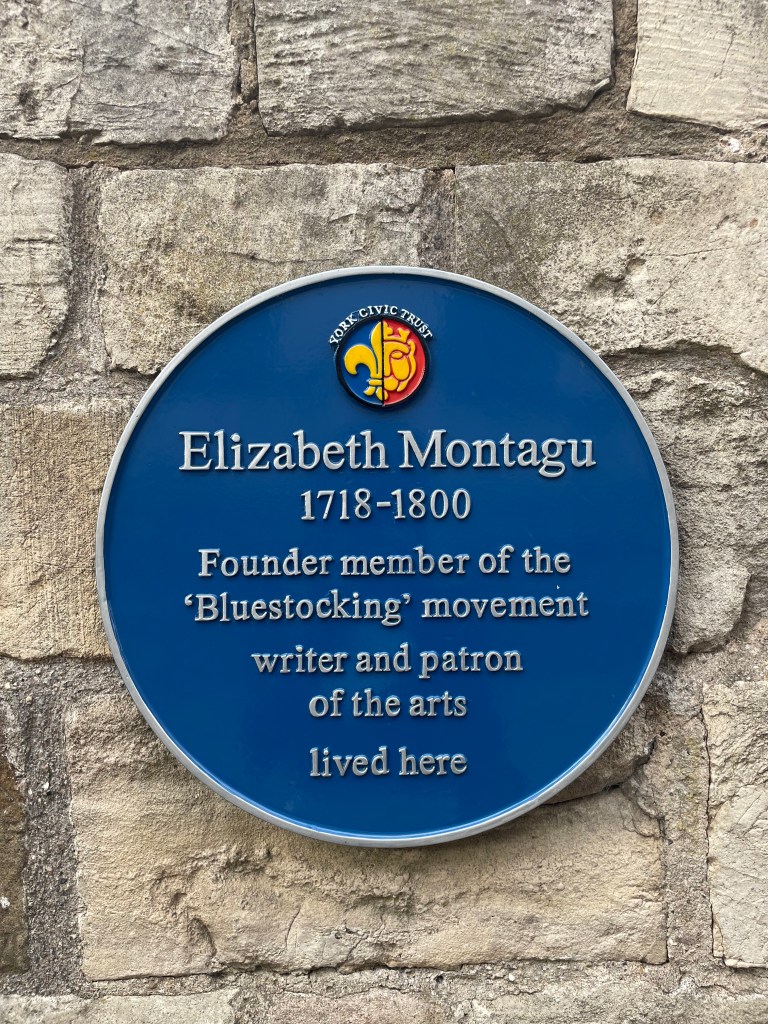 YORK CIVIC TRUST
Elizabeth Montagu
1718-1800
Founder member of the
‘Bluestocking’ movement
writer and patron
of the arts
lived here